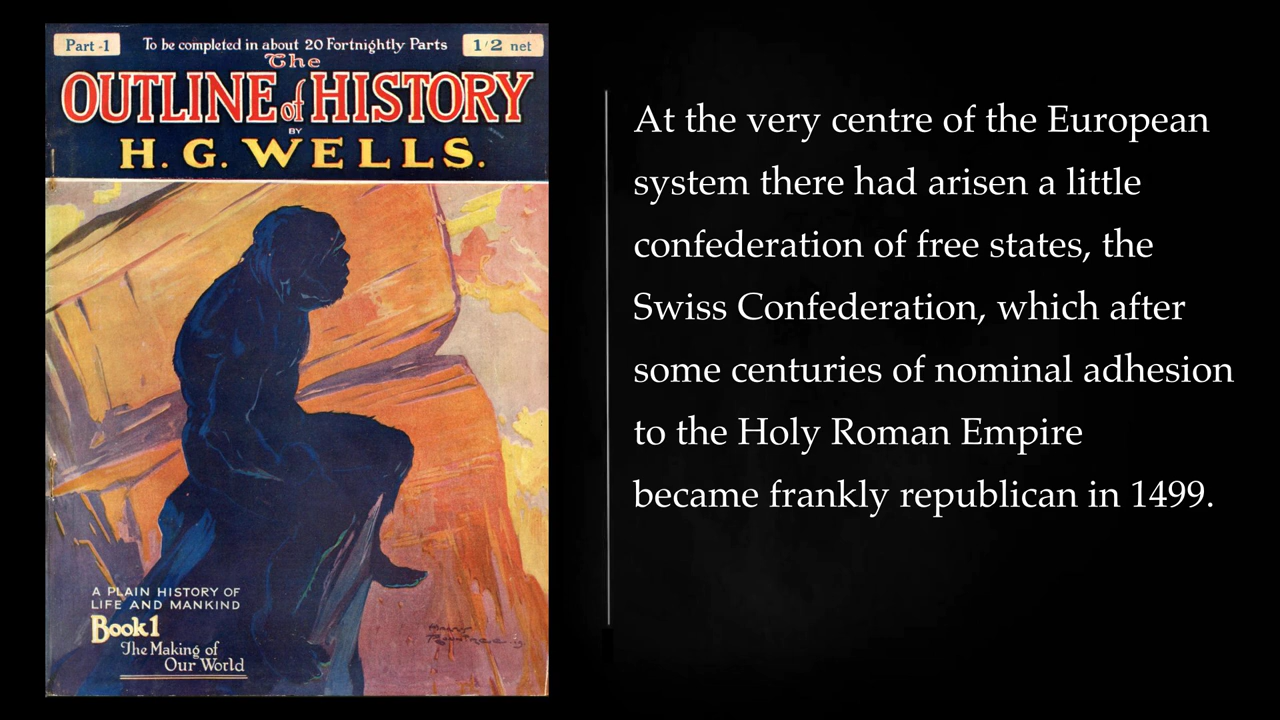 Part -1
To be completed in about 20 Fortnightly Parts
1/2 net
The
OUTLINE of HISTORY
BY
H. G. WELLS.
A PLAIN HISTORY OF
LIFE AND MANKIND
Book 1
The Making of
Our World
At the very centre of the European
system there had arisen a little
confederation of free states, the
Swiss Confederation, which after
some centuries of nominal adhesion
to the Holy Roman Empire
became frankly republican in 1499.